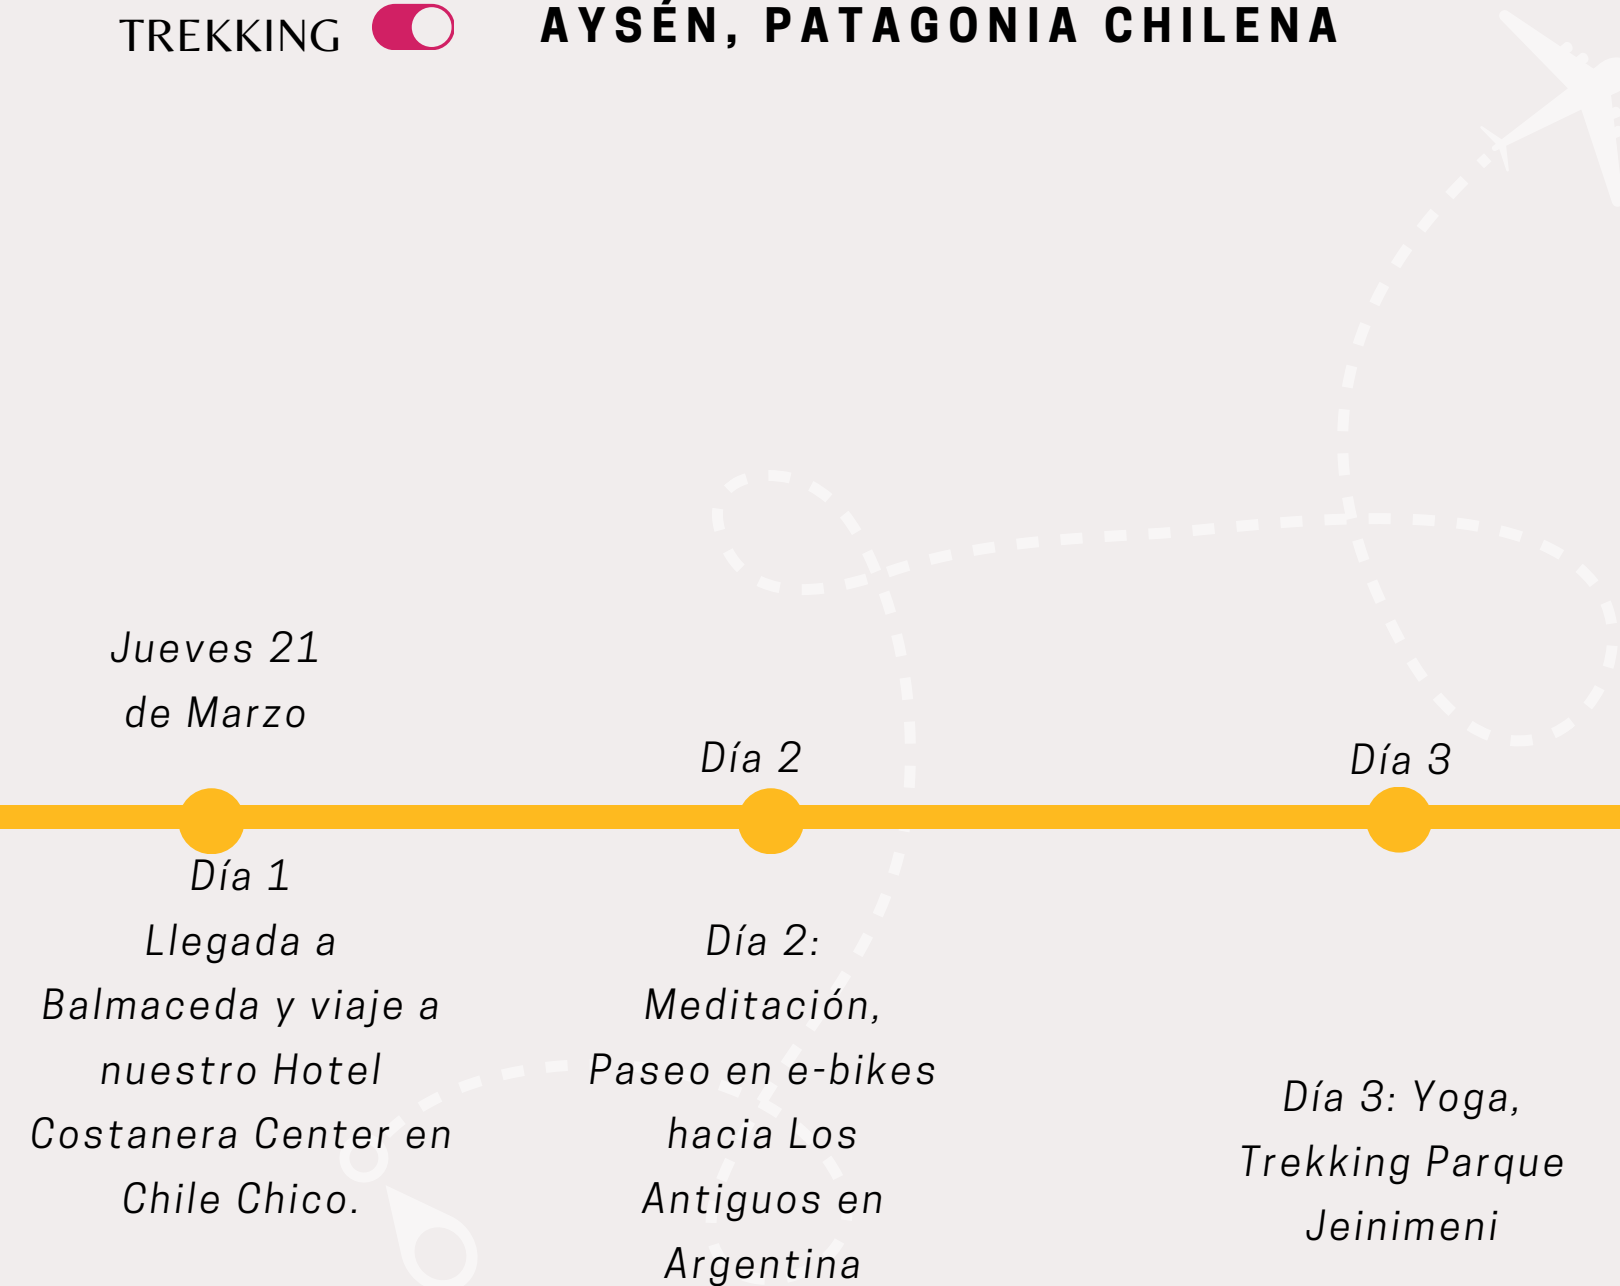 TREKKING
AYSÉN, PATAGONIA CHILENA
Jueves 21
de Marzo
Día 1
Llegada a
Balmaceda y viaje a
nuestro Hotel
Costanera Center en
Chile Chico.
Día 2
Día 2:
Meditación,
Paseo en e-bikes
hacia Los
Antiguos en
Argentina
Día 3
Día 3: Yoga,
Trekking Parque
Jeinimeni